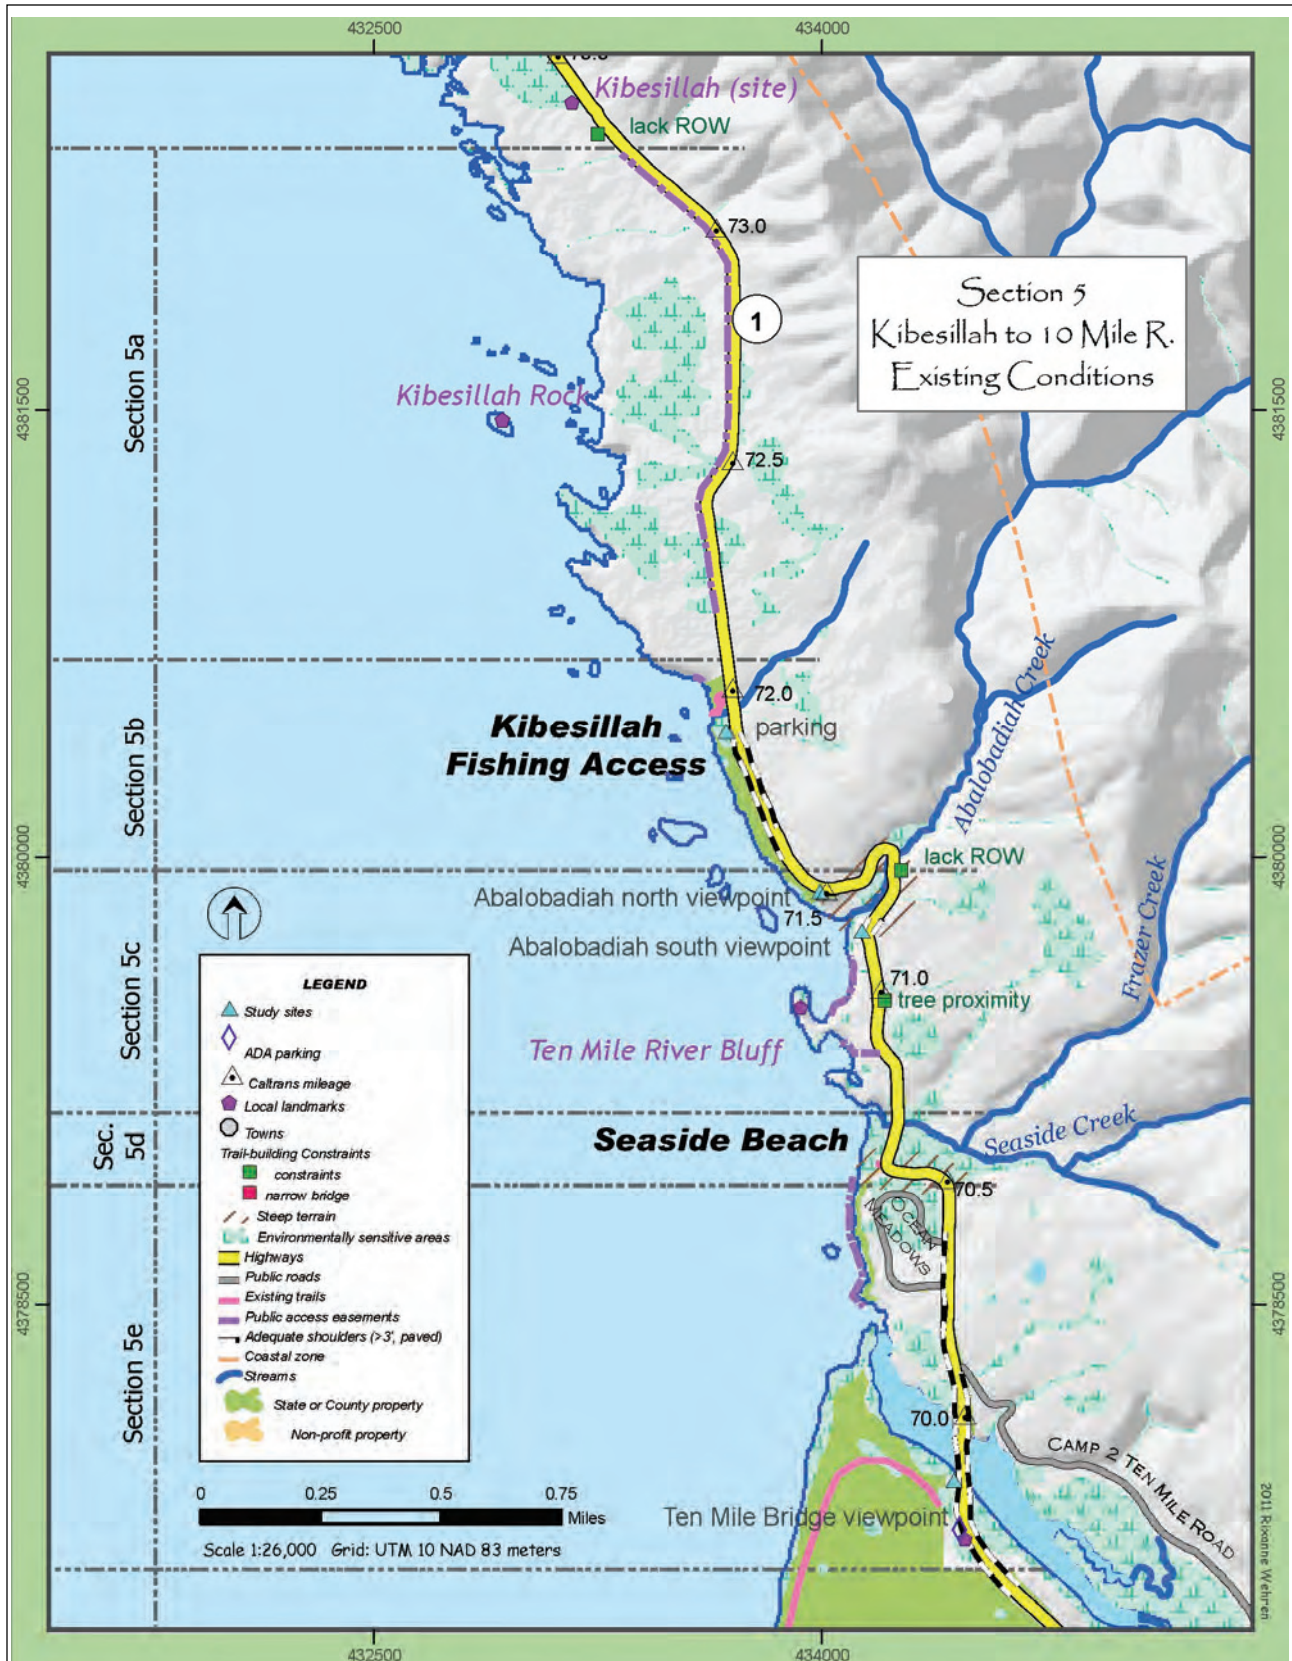 432500
434000
Kibesillah (site)
lack ROW
73.0
1
Section 5
Kibesillah to 10 Mile R.
Existing Conditions
Section 5a
4381500
4381500
Kibesillah Rock
72.5
72.0
parking
Kibesillah
Fishing Access
Section 5b
Abalobadiah Creek
Frazer Creek
4380000
4380000
lack ROW
Abalobadiah north viewpoint
71.5
Abalobadiah south viewpoint
Section 5c
71.0
tree proximity
Ten Mile River Bluff
Sec.
5d
Seaside Beach
Seaside Creek
70.5
OCEAN
MEADOWS
4378500
4378500
Section 5e
70.0
CAMP 2 TEN MILE ROAD
Ten Mile Bridge viewpoint
LEGEND
Study sites
ADA parking
Caltrans mileage
Local landmarks
Towns
Trail-building Constraints
constraints
narrow bridge
Steep terrain
Environmentally sensitive areas
Highways
Public roads
Existing trails
Public access easements
Adequate shoulders (>3', paved)
Coastal zone
Streams
State or County property
Non-profit property
0 0.25 0.5 0.75
Miles
Scale 1:26,000 Grid: UTM 10 NAD 83 meters
2011 Rixanne Wehren
432500
434000